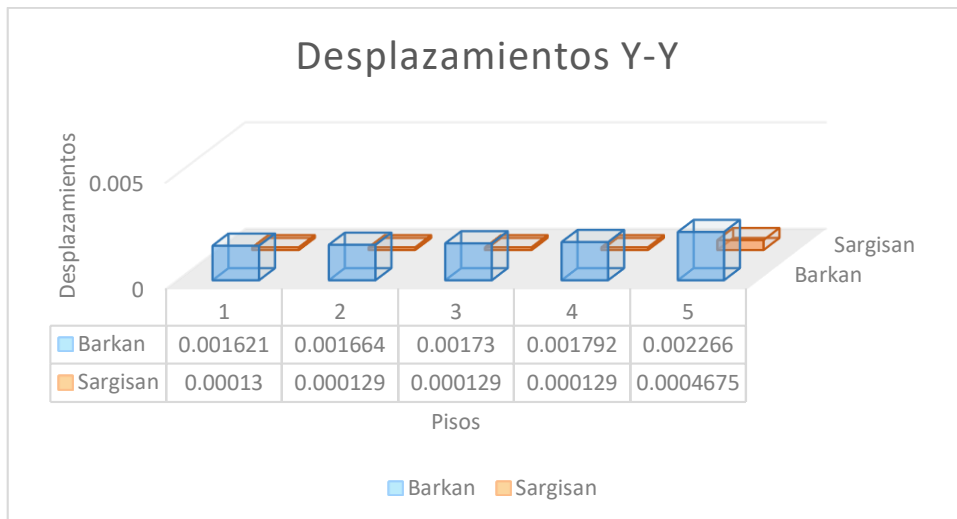 Desplazamientos Y-Y
Desplazamientos
0.005
0
Sargisan
Barkan
1 2 3 4 5
Barkan 0.001621 0.001664 0.00173 0.001792 0.002266
Sargisan 0.00013 0.000129 0.000129 0.000129 0.0004675
Pisos
Barkan Sargisan